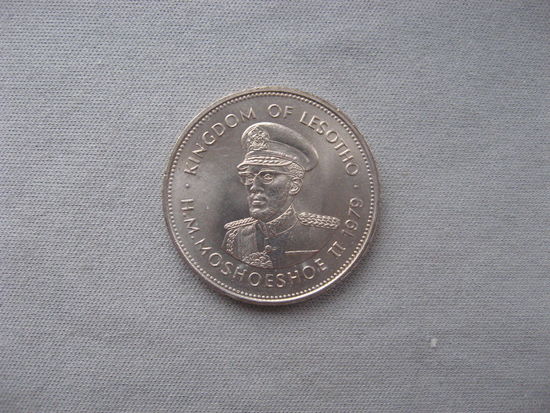 KINGDOM OF LESOTHO
H.M. MOSHOESHOE II 1979